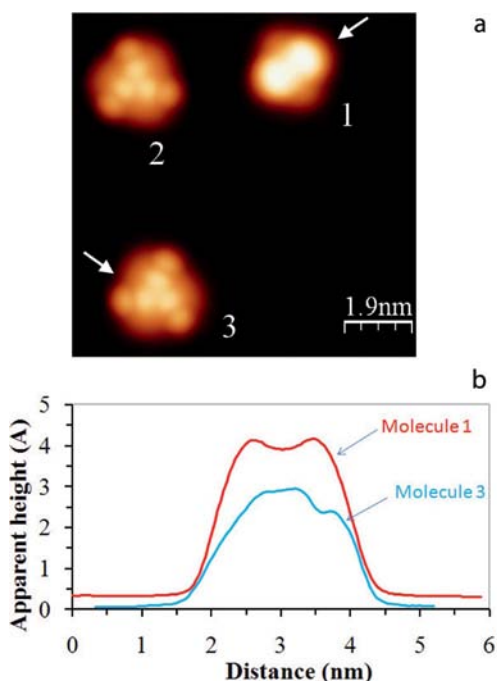 a
1
2
3
1.9nm
b
Apparent height (A)
5
4
3
2
1
0
Molecule 1
Molecule 3
0 1 2 3 4 5 6
Distance (nm)